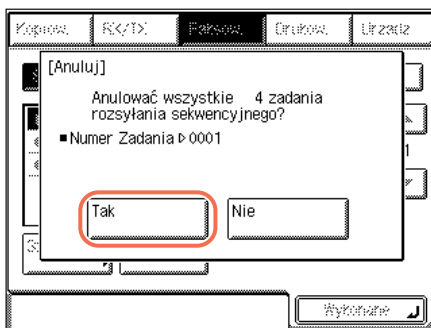 Kopiow. RX/TX Faksow. Drukow. Urządz
[Anuluj]
Anulować wszystkie 4 zadania
rozsyłania sekwencyjnego?
■Numer Zadania ▷ 0001
1
Tak Nie
Wykonane